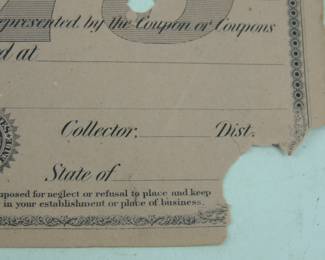 represented by the Coupon or Coupons
d at
Collector, Dist.
State of
mposed for neglect or refusal to place and keep
in your establishment or place of business.